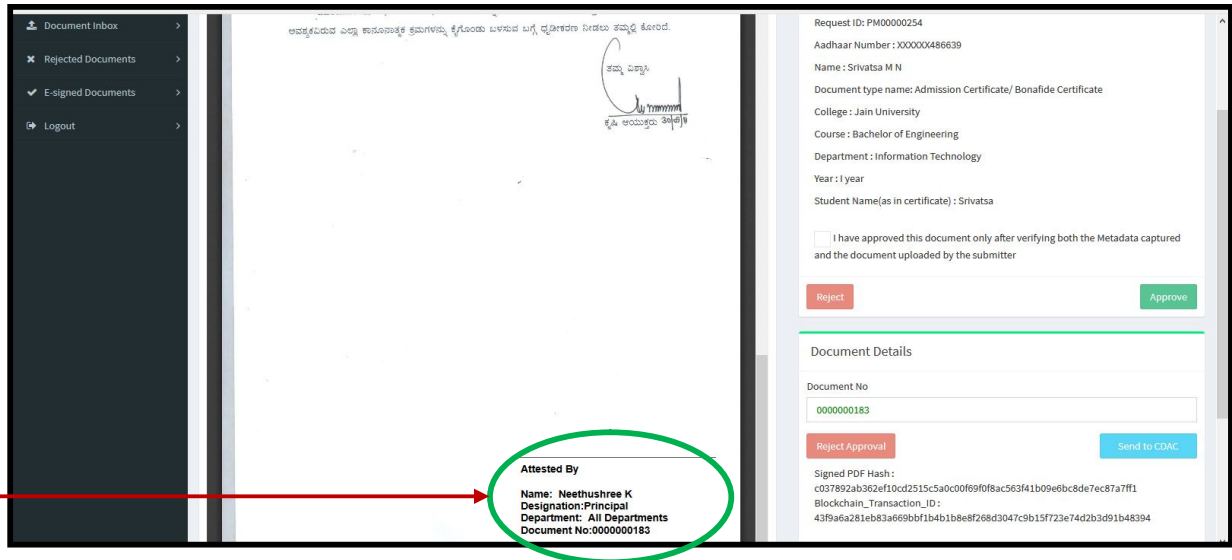 Document Inbox
Rejected Documents
E-signed Documents
Logout
ಅವಶ್ಯಕವಿರುವ ಎಲ್ಲಾ ಕಾನೂನಾತ್ಮಕ ಕ್ರಮಗಳನ್ನು ಕೈಗೊಂಡು ಬಳಸುವ ಬಗ್ಗೆ ಧೃಡೀಕರಣ ನೀಡಲು ತಮ್ಮಲ್ಲಿ ಕೋರಿದೆ.
ತಮ್ಮ ವಿಶ್ವಾಸಿ
ಕೃಷಿ ಆಯುಕ್ತರು
Attested By
Name: Neethushree K
Designation:Principal
Department: All Departments
Document No:0000000183
Request ID: PM00000254
Aadhaar Number : XXXXXX486639
Name : Srivatsa M N
Document type name: Admission Certificate/ Bonafide Certificate
College : Jain University
Course : Bachelor of Engineering
Department : Information Technology
Year : I year
Student Name(as in certificate) : Srivatsa
I have approved this document only after verifying both the Metadata captured
and the document uploaded by the submitter
Reject
Approve
Document Details
Document No
0000000183
Reject Approval
Send to CDAC
Signed PDF Hash :
c037892ab362ef10cd2515c5a0c00f69f0f8ac563f41b09e6bc8de7ec87a7ff1
Blockchain_Transaction_ID :
43f9a6a281eb83a669bbf1b4b1b8e8f268d3047c9b15f723e74d2b3d91b48394